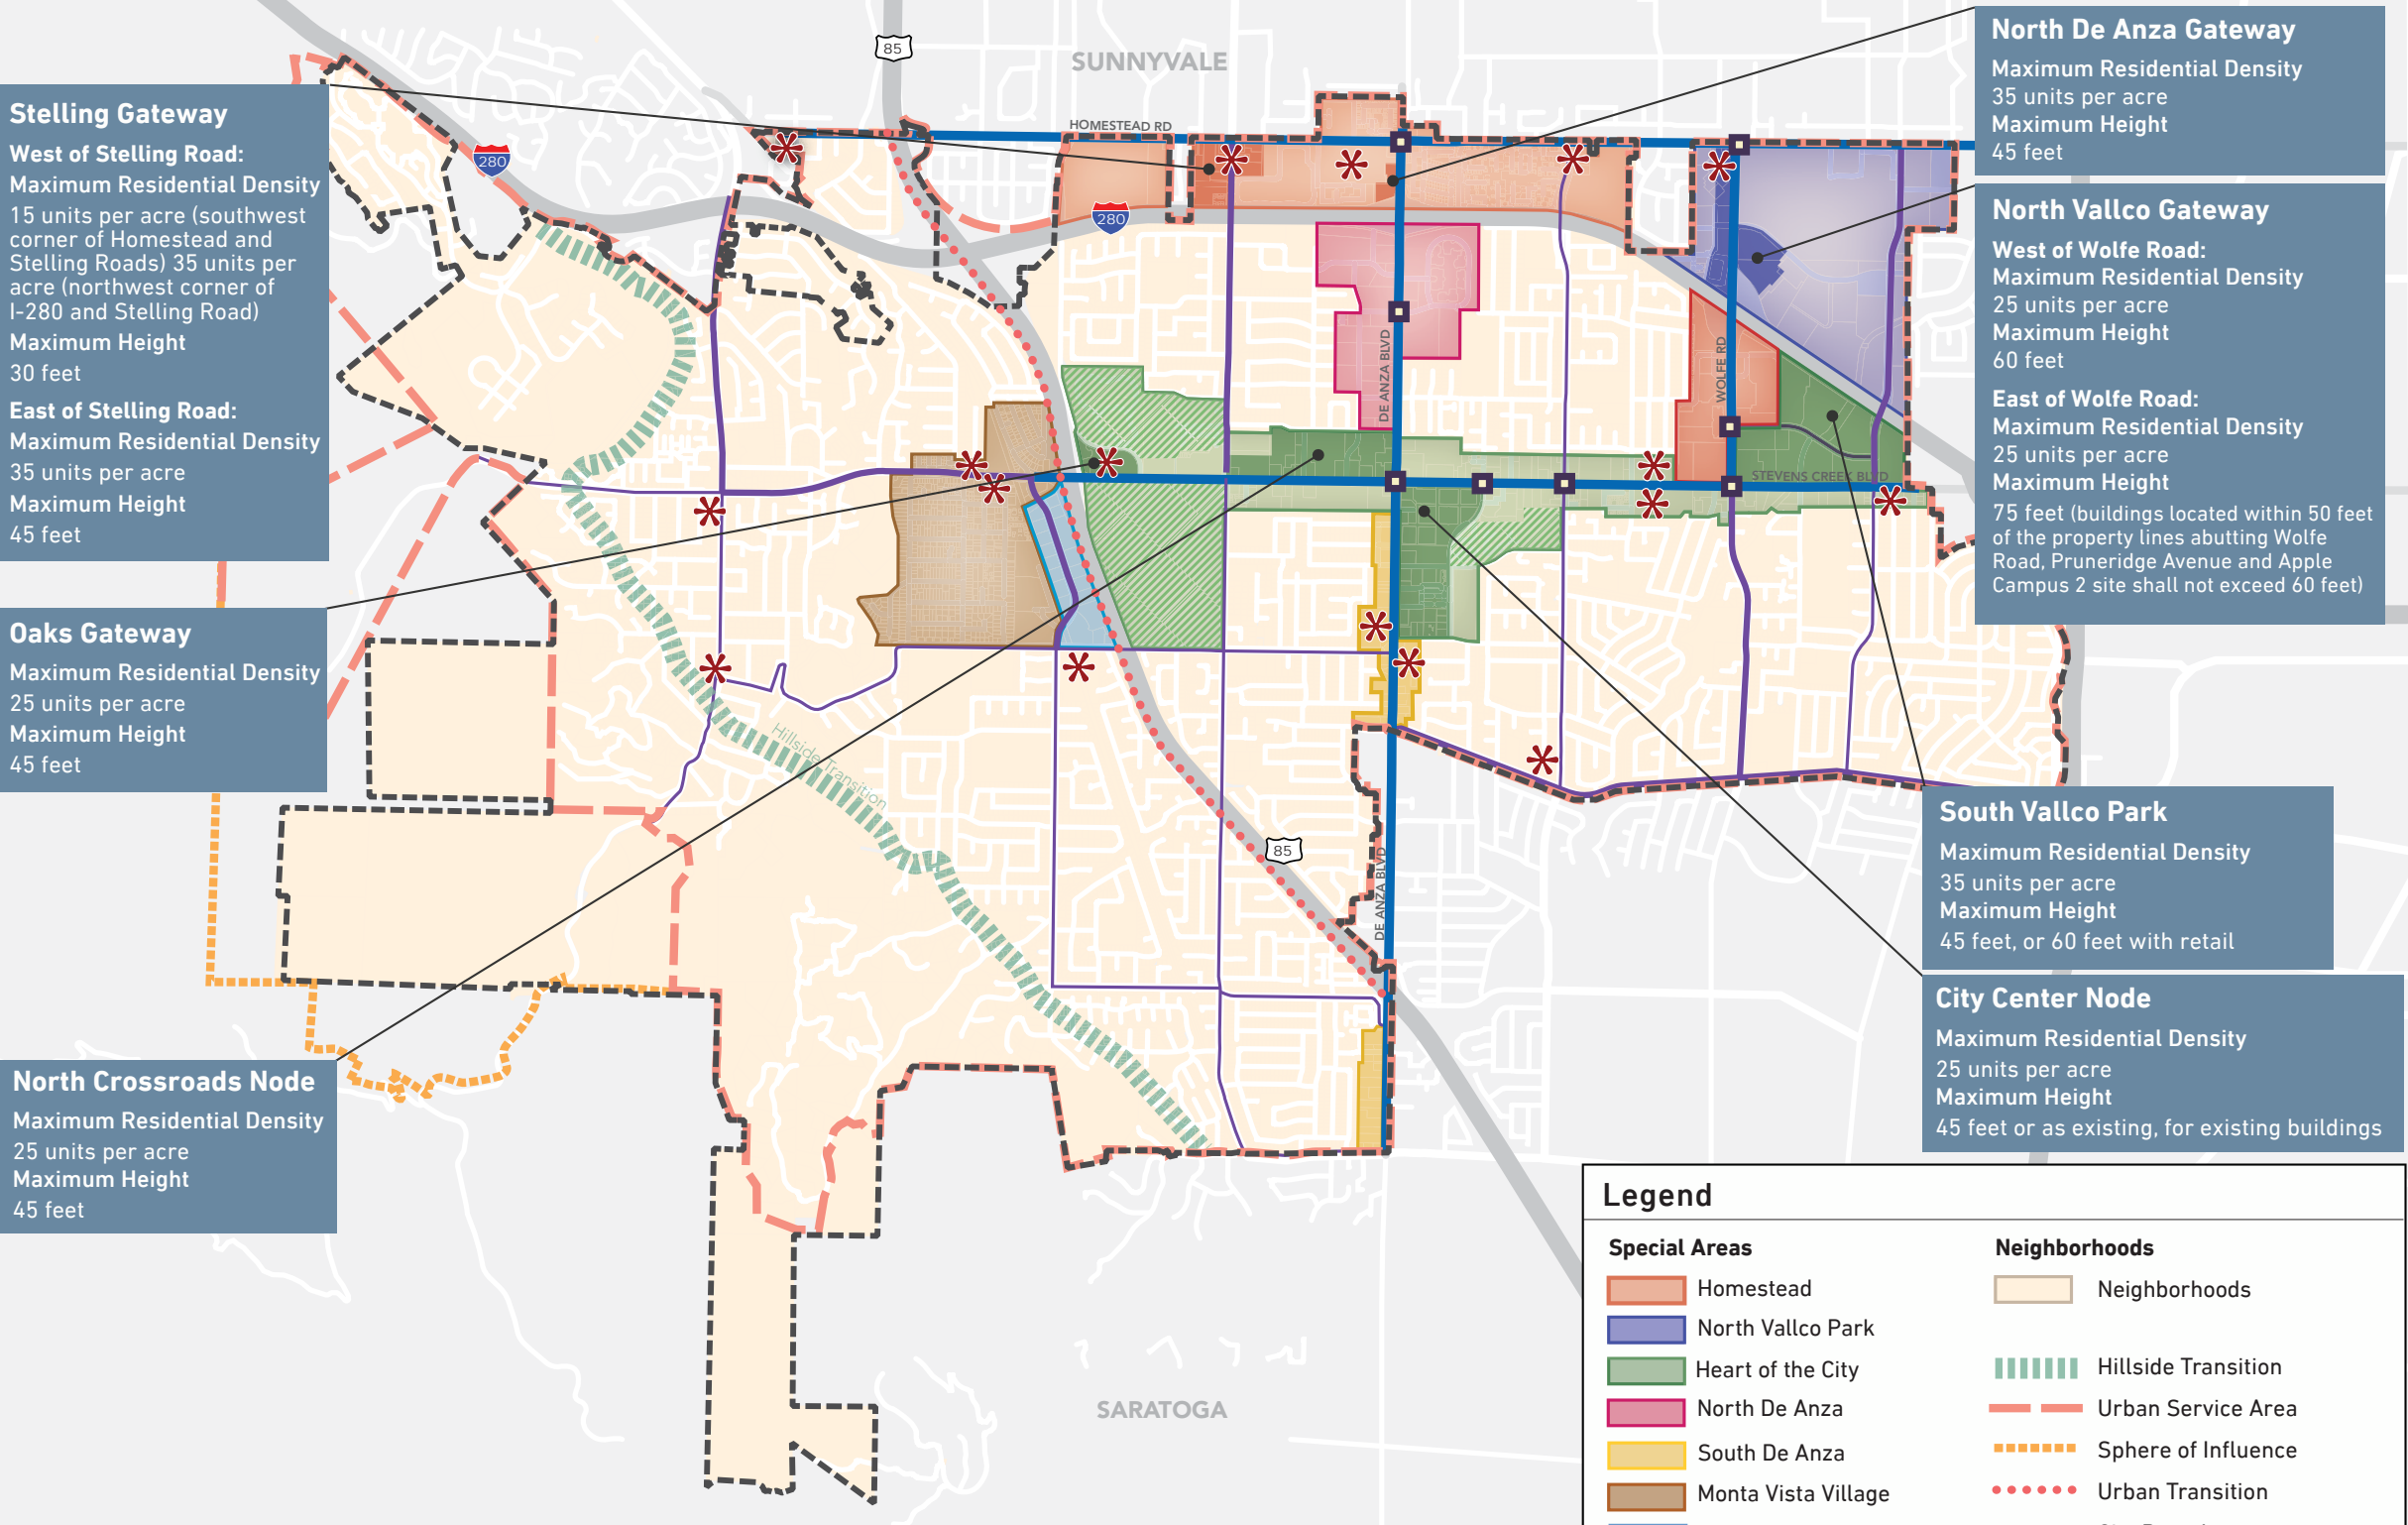 Stelling Gateway
West of Stelling Road:
Maximum Residential Density
15 units per acre (southwest
corner of Homestead and
Stelling Roads) 35 units per
acre (northwest corner of
I-280 and Stelling Road)
Maximum Height
30 feet
East of Stelling Road:
Maximum Residential Density
35 units per acre
Maximum Height
45 feet
Oaks Gateway
Maximum Residential Density
25 units per acre
Maximum Height
45 feet
North Crossroads Node
Maximum Residential Density
25 units per acre
Maximum Height
45 feet
85
SUNNYVALE
HOMESTEAD RD
280
280
DE ANZA BLVD
WOLFE RD
STEVENS CREEK BLVD
Hillside Transition
85
DE ANZA BLVD
SARATOGA
North De Anza Gateway
Maximum Residential Density
35 units per acre
Maximum Height
45 feet
North Vallco Gateway
West of Wolfe Road:
Maximum Residential Density
25 units per acre
Maximum Height
60 feet
East of Wolfe Road:
Maximum Residential Density
25 units per acre
Maximum Height
75 feet (buildings located within 50 feet
of the property lines abutting Wolfe
Road, Pruneridge Avenue and Apple
Campus 2 site shall not exceed 60 feet)
South Vallco Park
Maximum Residential Density
35 units per acre
Maximum Height
45 feet, or 60 feet with retail
City Center Node
Maximum Residential Density
25 units per acre
Maximum Height
45 feet or as existing, for existing buildings
Legend
Special Areas
Homestead
North Vallco Park
Heart of the City
North De Anza
South De Anza
Monta Vista Village
Neighborhoods
Neighborhoods
Hillside Transition
Urban Service Area
Sphere of Influence
Urban Transition